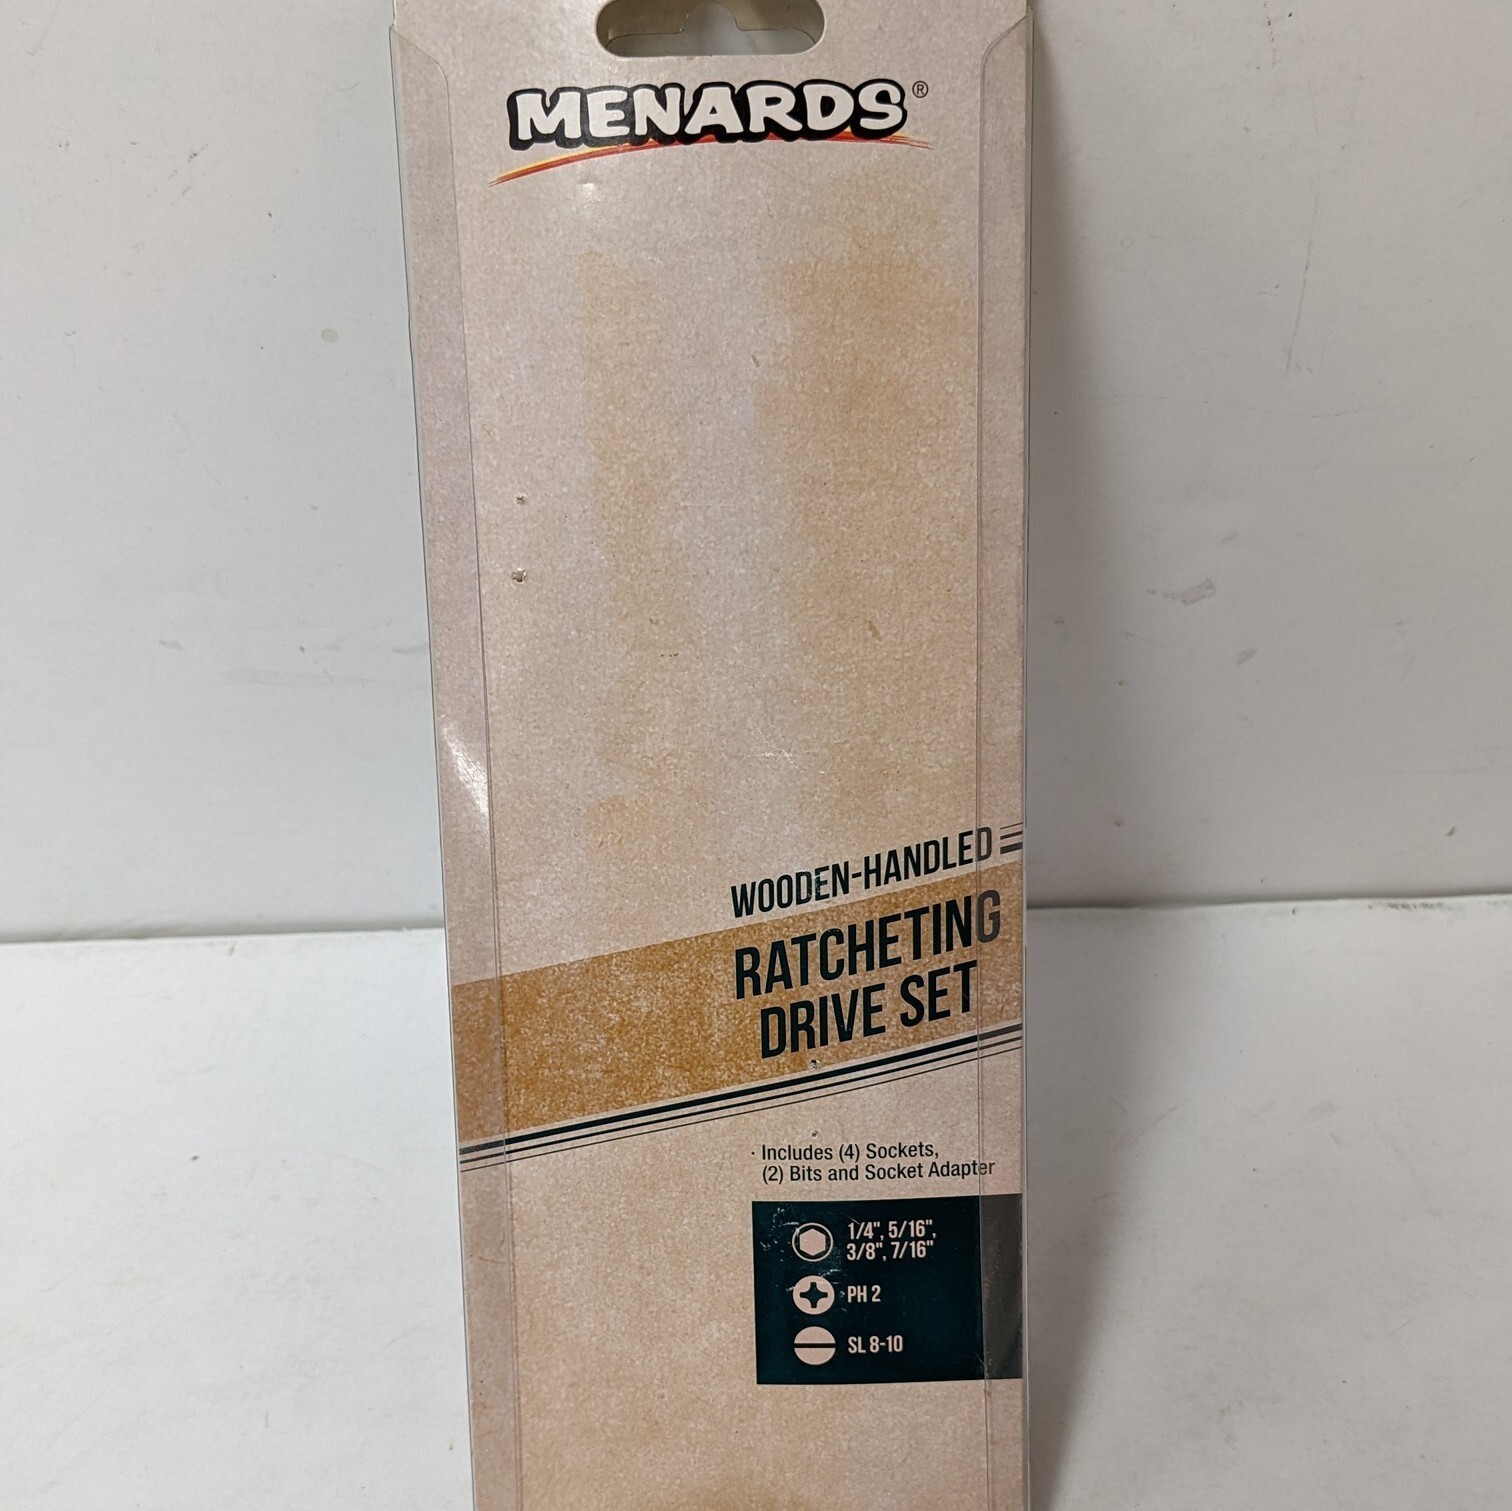 MENARDS®
WOODEN-HANDLED
RATCHETING
DRIVE SET
· Includes (4) Sockets,
(2) Bits and Socket Adapter
1/4", 5/16",
3/8", 7/16"
PH 2
SL 8-10